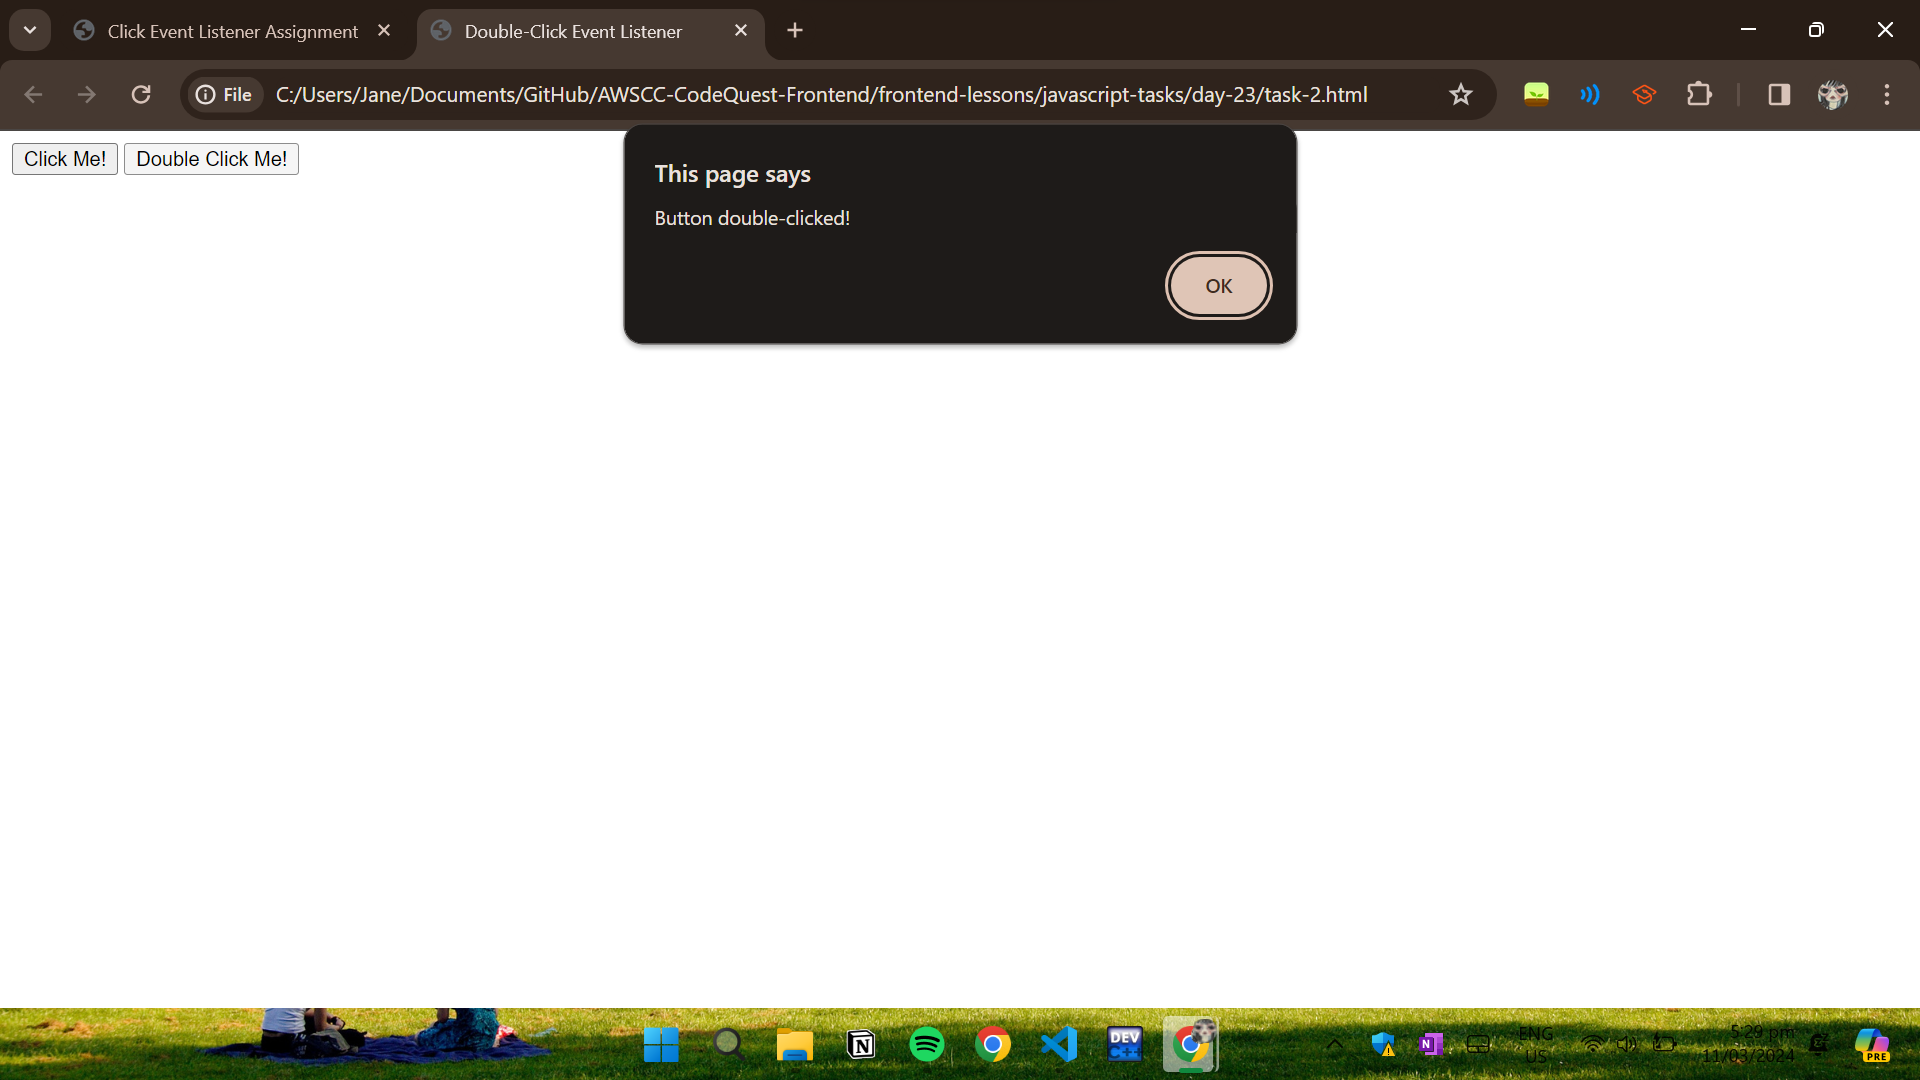 Click Event Listener Assignment
Double-Click Event Listener
File
C:/Users/Jane/Documents/GitHub/AWSCC-CodeQuest-Frontend/frontend-lessons/javascript-tasks/day-23/task-2.html
Click Me! Double Click Me!
This page says
Button double-clicked!
OK
N
DEV
C++
N
ENG
US
5:29 pm
11/03/2024
PRE